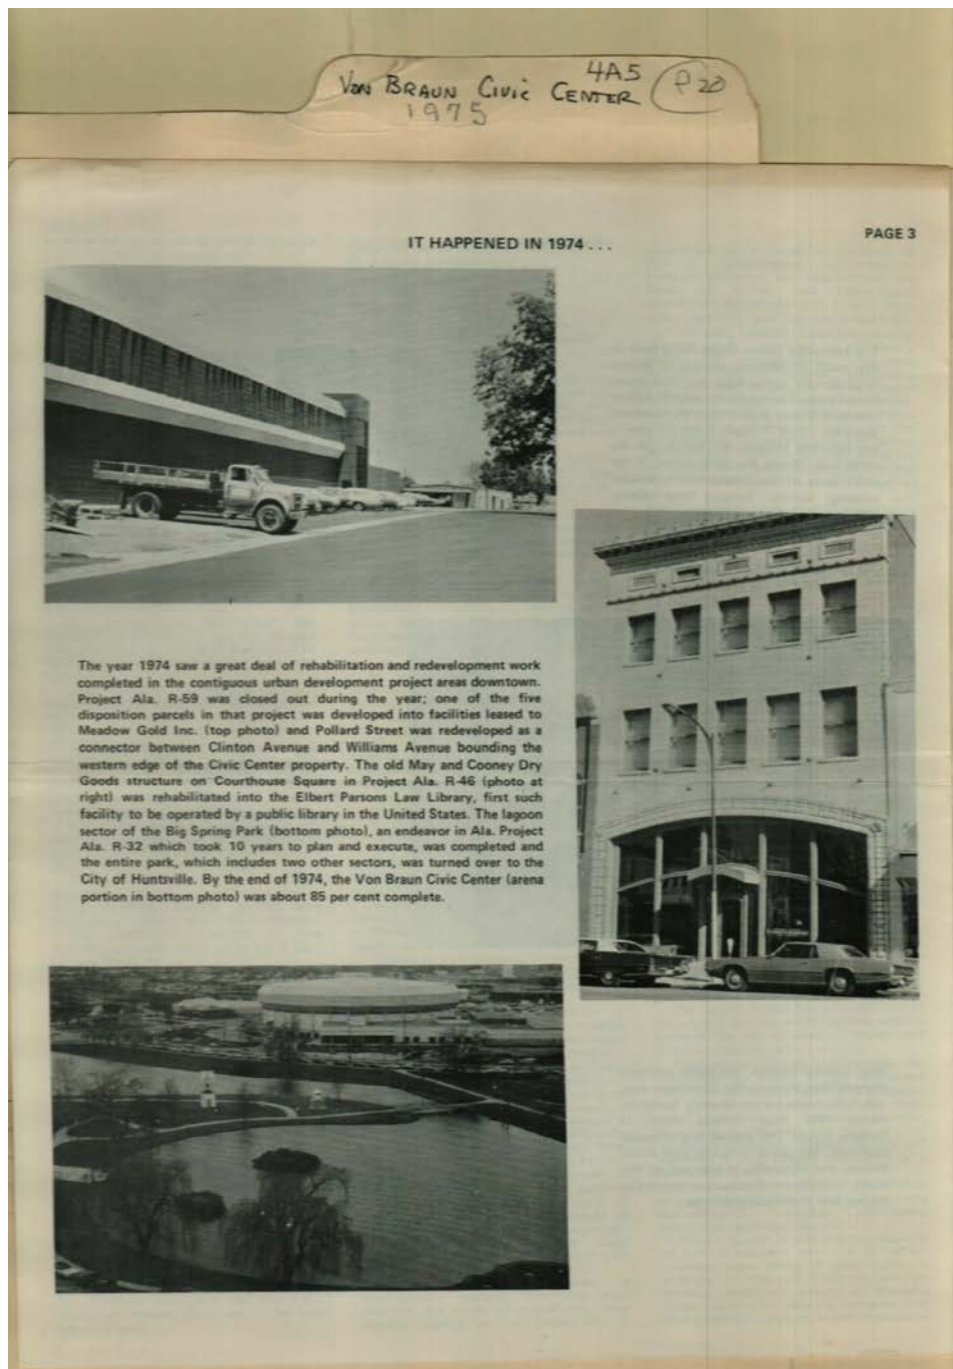 4A5
VON BRAUN CIVIC CENTER P20
1975
PAGE 3
IT HAPPENED IN 1974 . . .
The year 1974 saw a great deal of rehabilitation and redevelopment work
completed in the contiguous urban development project areas downtown.
Project Ala. R-59 was closed out during the year; one of the five
disposition parcels in that project was developed into facilities leased to
Meadow Gold Inc. (top photo) and Pollard Street was redeveloped as a
connector between Clinton Avenue and Williams Avenue bounding the
western edge of the Civic Center property. The old May and Cooney Dry
Goods structure on Courthouse Square in Project Ala. R-46 (photo at
right) was rehabilitated into the Elbert Parsons Law Library, first such
facility to be operated by a public library in the United States. The lagoon
sector of the Big Spring Park (bottom photo), an endeavor in Ala. Project
Ala. R-32 which took 10 years to plan and execute, was completed and
the entire park, which includes two other sectors, was turned over to the
City of Huntsville. By the end of 1974, the Von Braun Civic Center (arena
portion in bottom photo) was about 85 per cent complete.